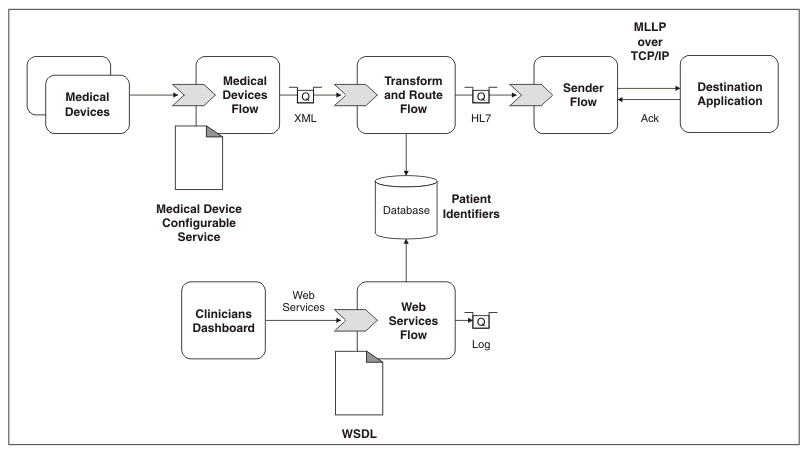 MLLP
over
TCP/IP
Medical
Devices
Medical
Devices
Flow
Q
XML
Transform
and Route
Flow
Q
HL7
Sender
Flow
Ack
Destination
Application
Medical Device
Configurable
Service
Database
Patient
Identifiers
Clinicians
Dashboard
Web
Services
Web
Services
Flow
Q
Log
WSDL